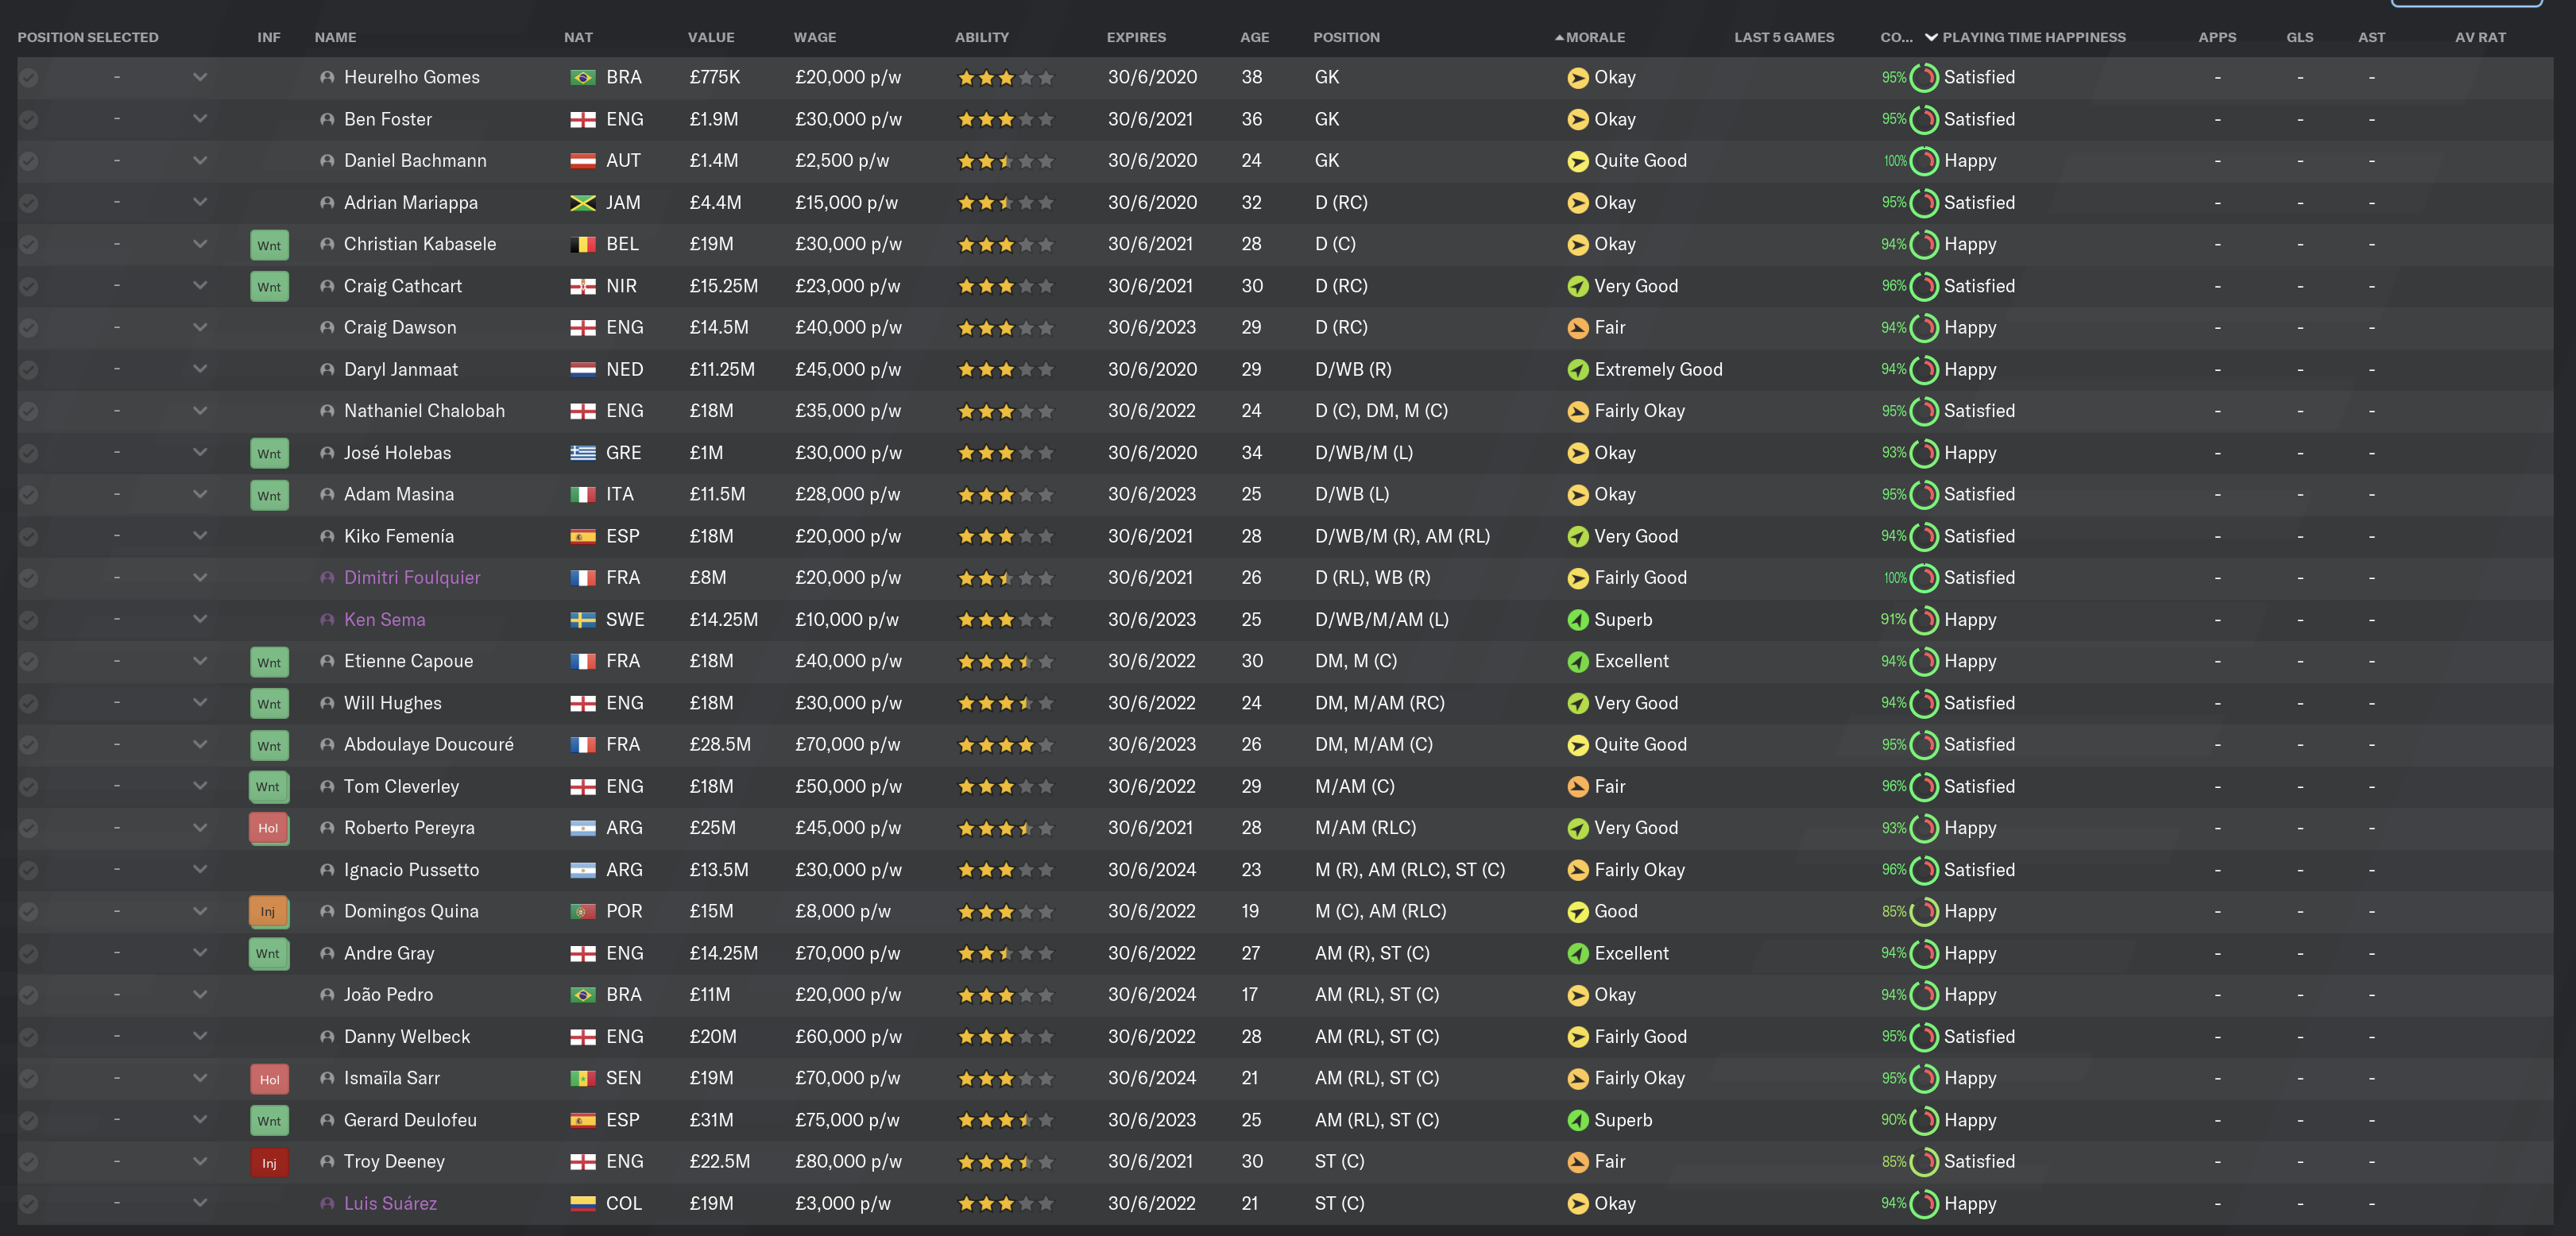 POSITION SELECTED INF NAME NAT VALUE WAGE ABILITY EXPIRES AGE POSITION MORALE LAST 5 GAMES CO... PLAYING TIME HAPPINESS APPS GLS AST AV RAT
- Heurelho Gomes BRA £775K £20,000 p/w 30/6/2020 38 GK Okay 95% Satisfied - - -
- Ben Foster ENG £1.9M £30,000 p/w 30/6/2021 36 GK Okay 95% Satisfied - - -
- Daniel Bachmann AUT £1.4M £2,500 p/w 30/6/2020 24 GK Quite Good 100% Happy - - -
- Adrian Mariappa JAM £4.4M £15,000 p/w 30/6/2020 32 D (RC) Okay 95% Satisfied - - -
- Wnt Christian Kabasele BEL £19M £30,000 p/w 30/6/2021 28 D (C) Okay 94% Happy - - -
- Wnt Craig Cathcart NIR £15.25M £23,000 p/w 30/6/2021 30 D (RC) Very Good 96% Satisfied - - -
- Craig Dawson ENG £14.5M £40,000 p/w 30/6/2023 29 D (RC) Fair 94% Happy - - -
- Daryl Janmaat NED £11.25M £45,000 p/w 30/6/2020 29 D/WB (R) Extremely Good 94% Happy - - -
- Nathaniel Chalobah ENG £18M £35,000 p/w 30/6/2022 24 D (C), DM, M (C) Fairly Okay 95% Satisfied - - -
- Wnt José Holebas GRE £1M £30,000 p/w 30/6/2020 34 D/WB/M (L) Okay 93% Happy - - -
- Wnt Adam Masina ITA £11.5M £28,000 p/w 30/6/2023 25 D/WB (L) Okay 95% Satisfied - - -
- Kiko Femenía ESP £18M £20,000 p/w 30/6/2021 28 D/WB/M (R), AM (RL) Very Good 94% Satisfied - - -
- Dimitri Foulquier FRA £8M £20,000 p/w 30/6/2021 26 D (RL), WB (R) Fairly Good 100% Satisfied - - -
- Ken Sema SWE £14.25M £10,000 p/w 30/6/2023 25 D/WB/M/AM (L) Superb 91% Happy - - -
- Wnt Etienne Capoue FRA £18M £40,000 p/w 30/6/2022 30 DM, M (C) Excellent 94% Happy - - -
- Wnt Will Hughes ENG £18M £30,000 p/w 30/6/2022 24 DM, M/AM (RC) Very Good 94% Satisfied - - -
- Wnt Abdoulaye Doucouré FRA £28.5M £70,000 p/w 30/6/2023 26 DM, M/AM (C) Quite Good 95% Satisfied - - -
- Wnt Tom Cleverley ENG £18M £50,000 p/w 30/6/2022 29 M/AM (C) Fair 96% Satisfied - - -
- Hol Roberto Pereyra ARG £25M £45,000 p/w 30/6/2021 28 M/AM (RLC) Very Good 93% Happy - - -
- Ignacio Pussetto ARG £13.5M £30,000 p/w 30/6/2024 23 M (R), AM (RLC), ST (C) Fairly Okay 96% Satisfied - - -
- Inj Domingos Quina POR £15M £8,000 p/w 30/6/2022 19 M (C), AM (RLC) Good 85% Happy - - -
- Wnt Andre Gray ENG £14.25M £70,000 p/w 30/6/2022 27 AM (R), ST (C) Excellent 94% Happy - - -
- João Pedro BRA £11M £20,000 p/w 30/6/2024 17 AM (RL), ST (C) Okay 94% Happy - - -
- Danny Welbeck ENG £20M £60,000 p/w 30/6/2022 28 AM (RL), ST (C) Fairly Good 95% Satisfied - - -
- Hol Ismaïla Sarr SEN £19M £70,000 p/w 30/6/2024 21 AM (RL), ST (C) Fairly Okay 95% Happy - - -
- Wnt Gerard Deulofeu ESP £31M £75,000 p/w 30/6/2023 25 AM (RL), ST (C) Superb 90% Happy - - -
- Inj Troy Deeney ENG £22.5M £80,000 p/w 30/6/2021 30 ST (C) Fair 85% Satisfied - - -
- Luis Suárez COL £19M £3,000 p/w 30/6/2022 21 ST (C) Okay 94% Happy - - -